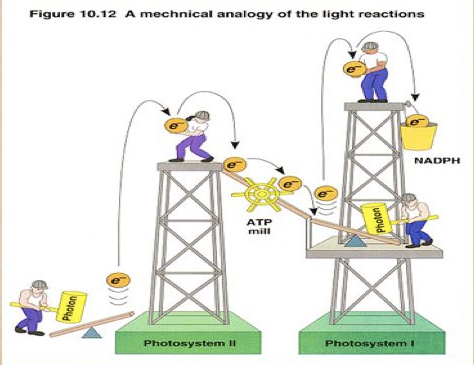 Figure 10.12 A mechnical analogy of the light reactions
e-
e-
e-
e-
e-
e-
e-
NADPH
ATP
mill
Photon
Photon
Photosystem II
Photosystem I